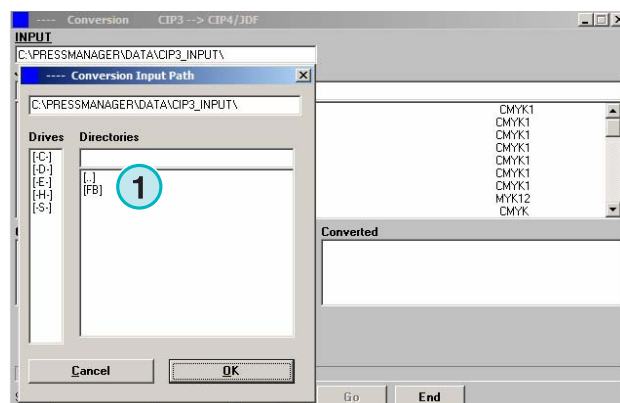 ---- Conversion CIP3 --> CIP4/JDF
INPUT
C:\PRESSMANAGER\DATA\CIP3_INPUT\
---- Conversion Input Path
C:\PRESSMANAGER\DATA\CIP3_INPUT\
Drives Directories
[-C-]
[-D-]
[-E-]
[-H-]
[-S-]
[..]
[FB]
1
CMYK1
CMYK1
CMYK1
CMYK1
CMYK1
CMYK1
CMYK1
MYK12
CMYK
Converted
Cancel OK
Go End